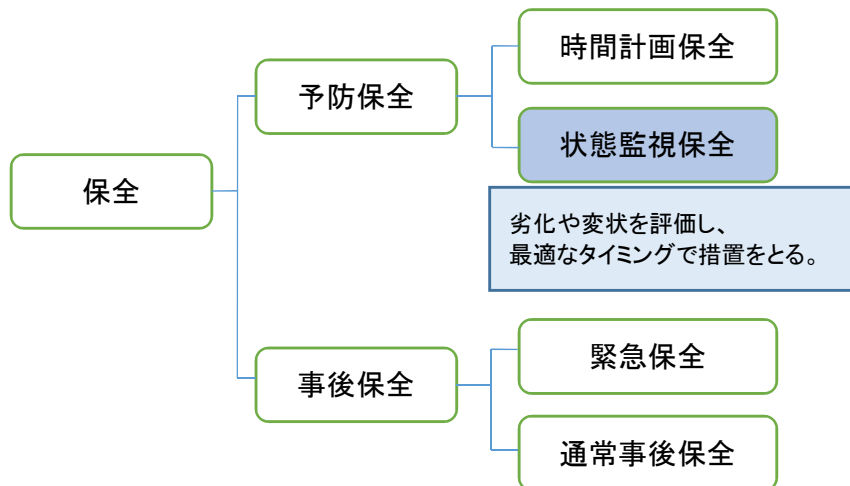 時間計画保全
予防保全
状態監視保全
保全
劣化や変状を評価し、
最適なタイミングで措置をとる。
緊急保全
事後保全
通常事後保全